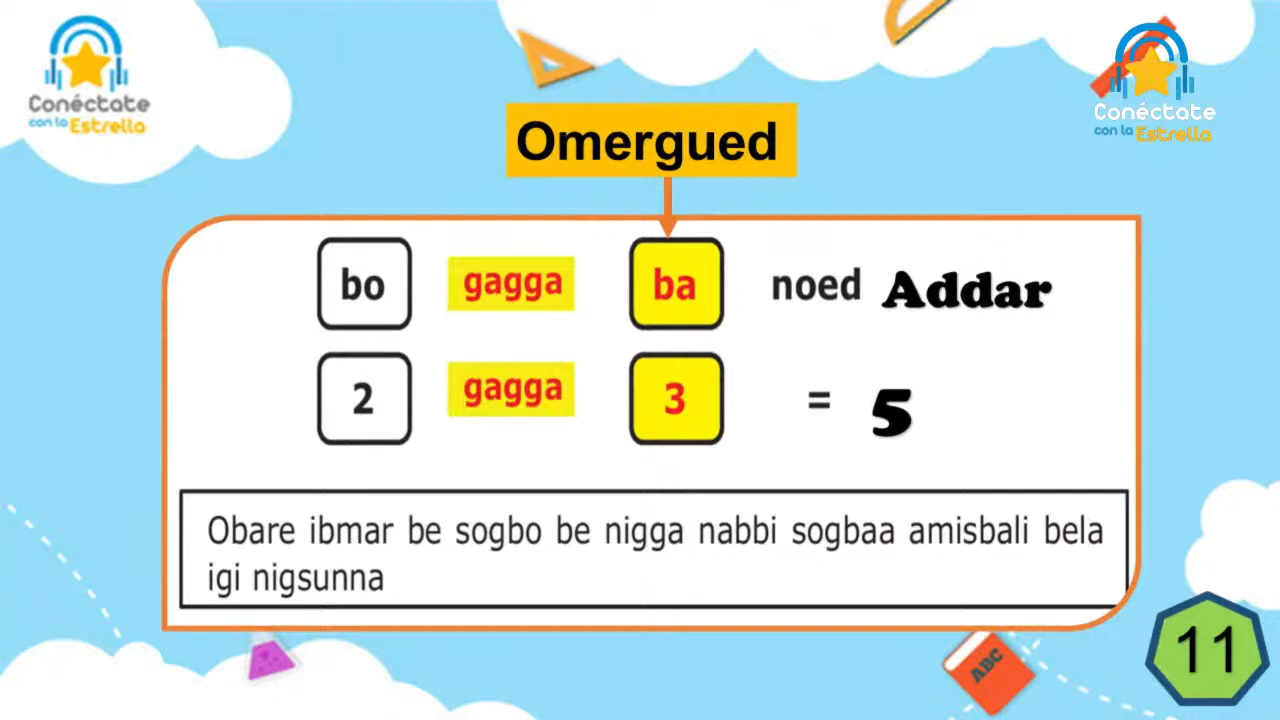 Conéctate
con la Estrella
Conéctate
con la Estrella
Omergued
bo gagga ba noed Addar
2 gagga 3 = 5
Obare ibmar be sogbo be nigga nabbi sogbaa amisbali bela
igi nigsunna
ABC
11